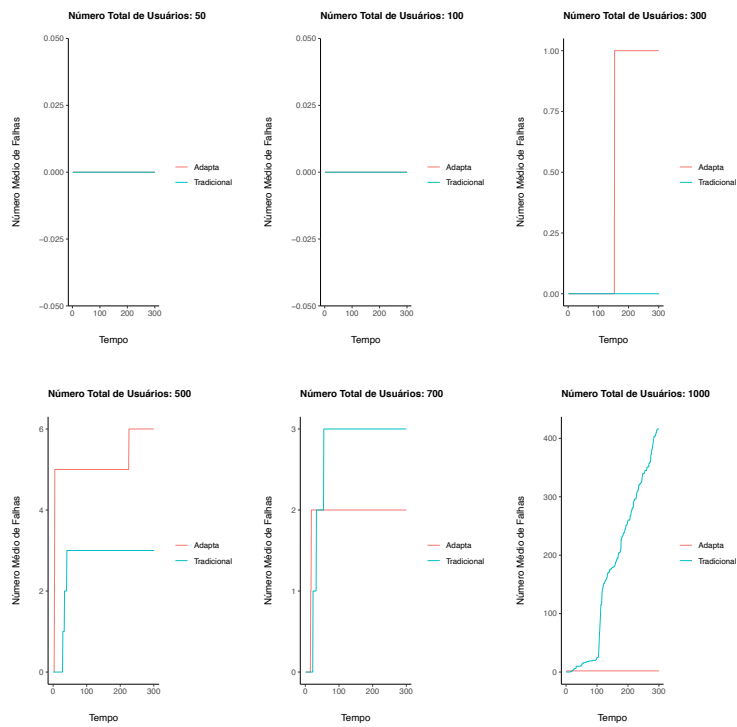 Número Total de Usuários: 50
Número Médio de Falhas
0.050
0.025
0.000
−0.025
−0.050
0 100 200 300
Tempo
Adapta
Tradicional
Número Total de Usuários: 100
Número Médio de Falhas
0.050
0.025
0.000
−0.025
−0.050
0 100 200 300
Tempo
Adapta
Tradicional
Número Total de Usuários: 300
Número Médio de Falhas
1.00
0.75
0.50
0.25
0.00
0 100 200 300
Tempo
Adapta
Tradicional
Número Total de Usuários: 500
Número Médio de Falhas
6
4
2
0
0 100 200 300
Tempo
Adapta
Tradicional
Número Total de Usuários: 700
Número Médio de Falhas
3
2
1
0
0 100 200 300
Tempo
Adapta
Tradicional
Número Total de Usuários: 1000
Número Médio de Falhas
400
300
200
100
0
0 100 200 300
Tempo
Adapta
Tradicional